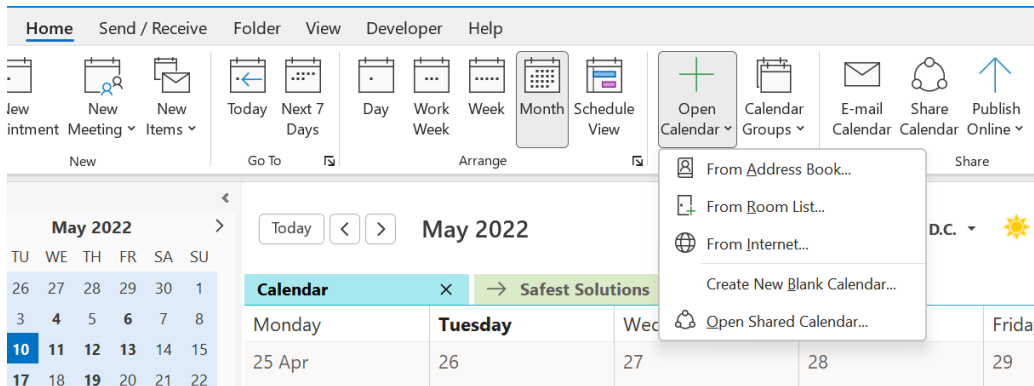 Home Send / Receive Folder View Developer Help
New Today Next 7 Day Work Week Month Schedule Open Calendar E-mail Share Publish
New New
Meeting Items Days Week View Calendar Groups Calendar Calendar Online
New Go To Arrange Share
From Address Book...
From Room List...
From Internet...
Create New Blank Calendar...
Open Shared Calendar...
May 2022
TU WE TH FR SA SU
26 27 28 29 30 1
3 4 5 6 7 8
10 11 12 13 14 15
17 18 19 20 21 22
Today May 2022 D.C.
Calendar Safest Solutions
Monday Tuesday
25 Apr 26 27 28 29